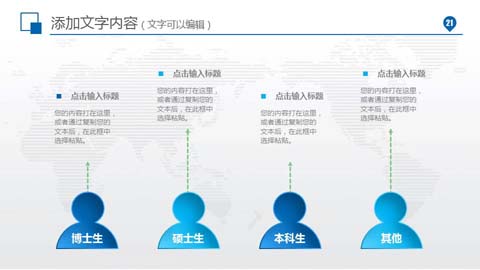 添加文字内容(文字可以编辑)
21
点击输入标题
您的内容打在这里,
或者通过复制您的
文本后,在此框中
选择粘贴。
点击输入标题
您的内容打在这里,
或者通过复制您的
文本后,在此框中
选择粘贴。
点击输入标题
您的内容打在这里,
或者通过复制您的
文本后,在此框中
选择粘贴。
点击输入标题
您的内容打在这里,
或者通过复制您的
文本后,在此框中
选择粘贴。
博士生
硕士生
本科生
其他